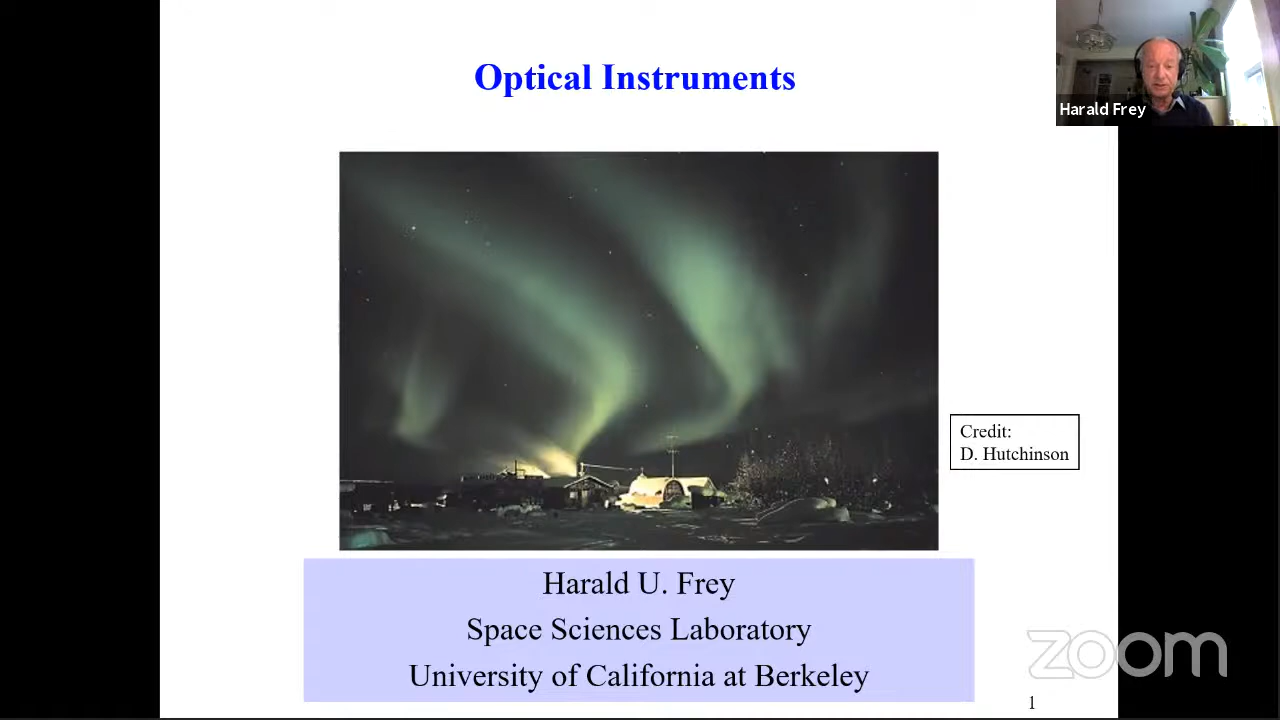 Optical Instruments
Harald Frey
Credit:
D. Hutchinson
Harald U. Frey
Space Sciences Laboratory
University of California at Berkeley
zoom
1